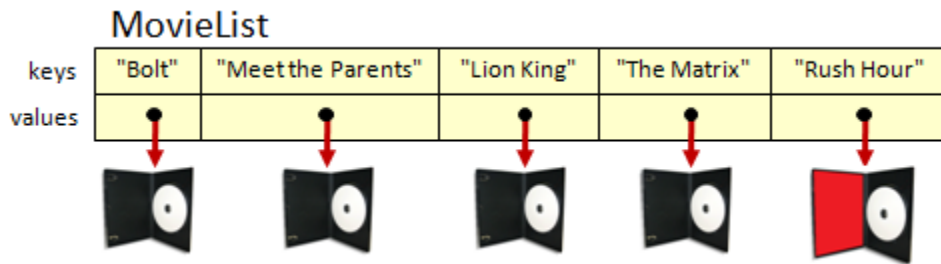 MovieList
keys "Bolt" "Meet the Parents" "Lion King" "The Matrix" "Rush Hour"
values